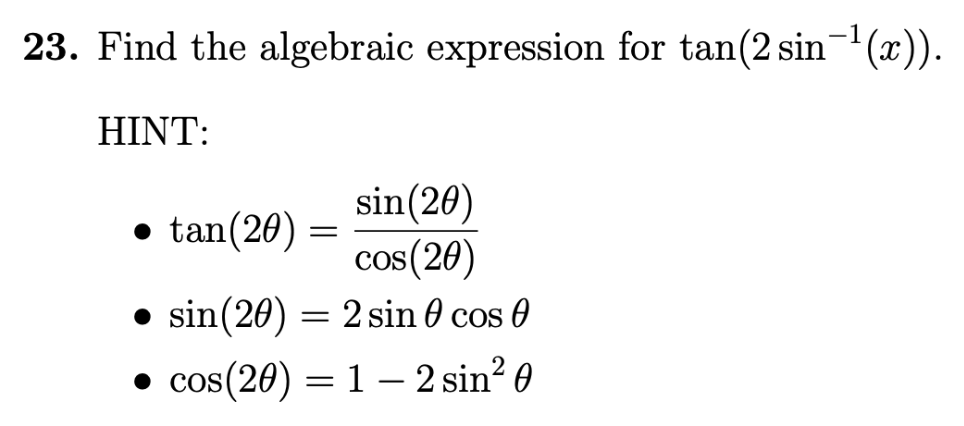 23. Find the algebraic expression for tan(2 sin⁻¹(x)).
HINT:
• tan(2θ) = sin(2θ)/cos(2θ)
• sin(2θ) = 2 sin θ cos θ
• cos(2θ) = 1 − 2 sin² θ